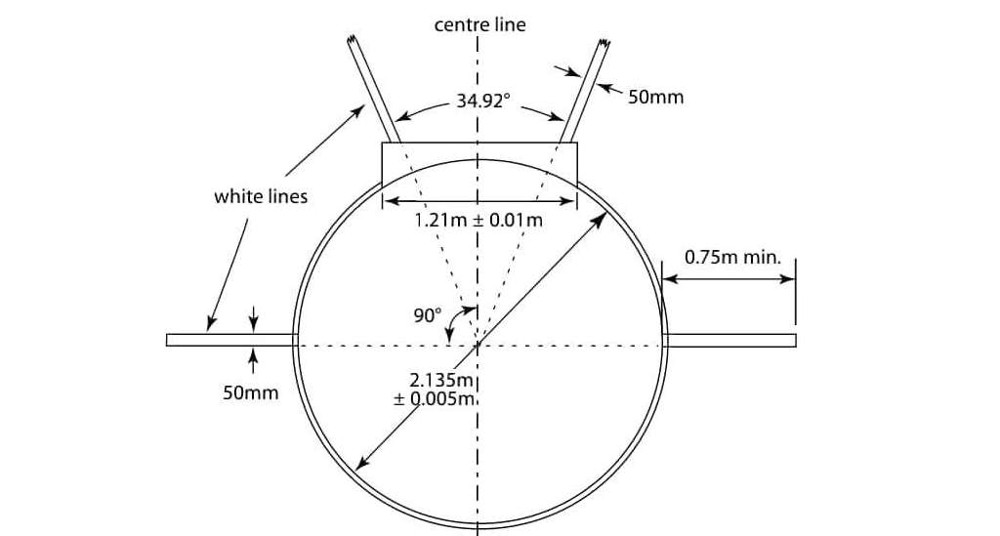 centre line
34.92°
50mm
white lines
1.21m ± 0.01m
0.75m min.
90°
2.135m
± 0.005m
50mm